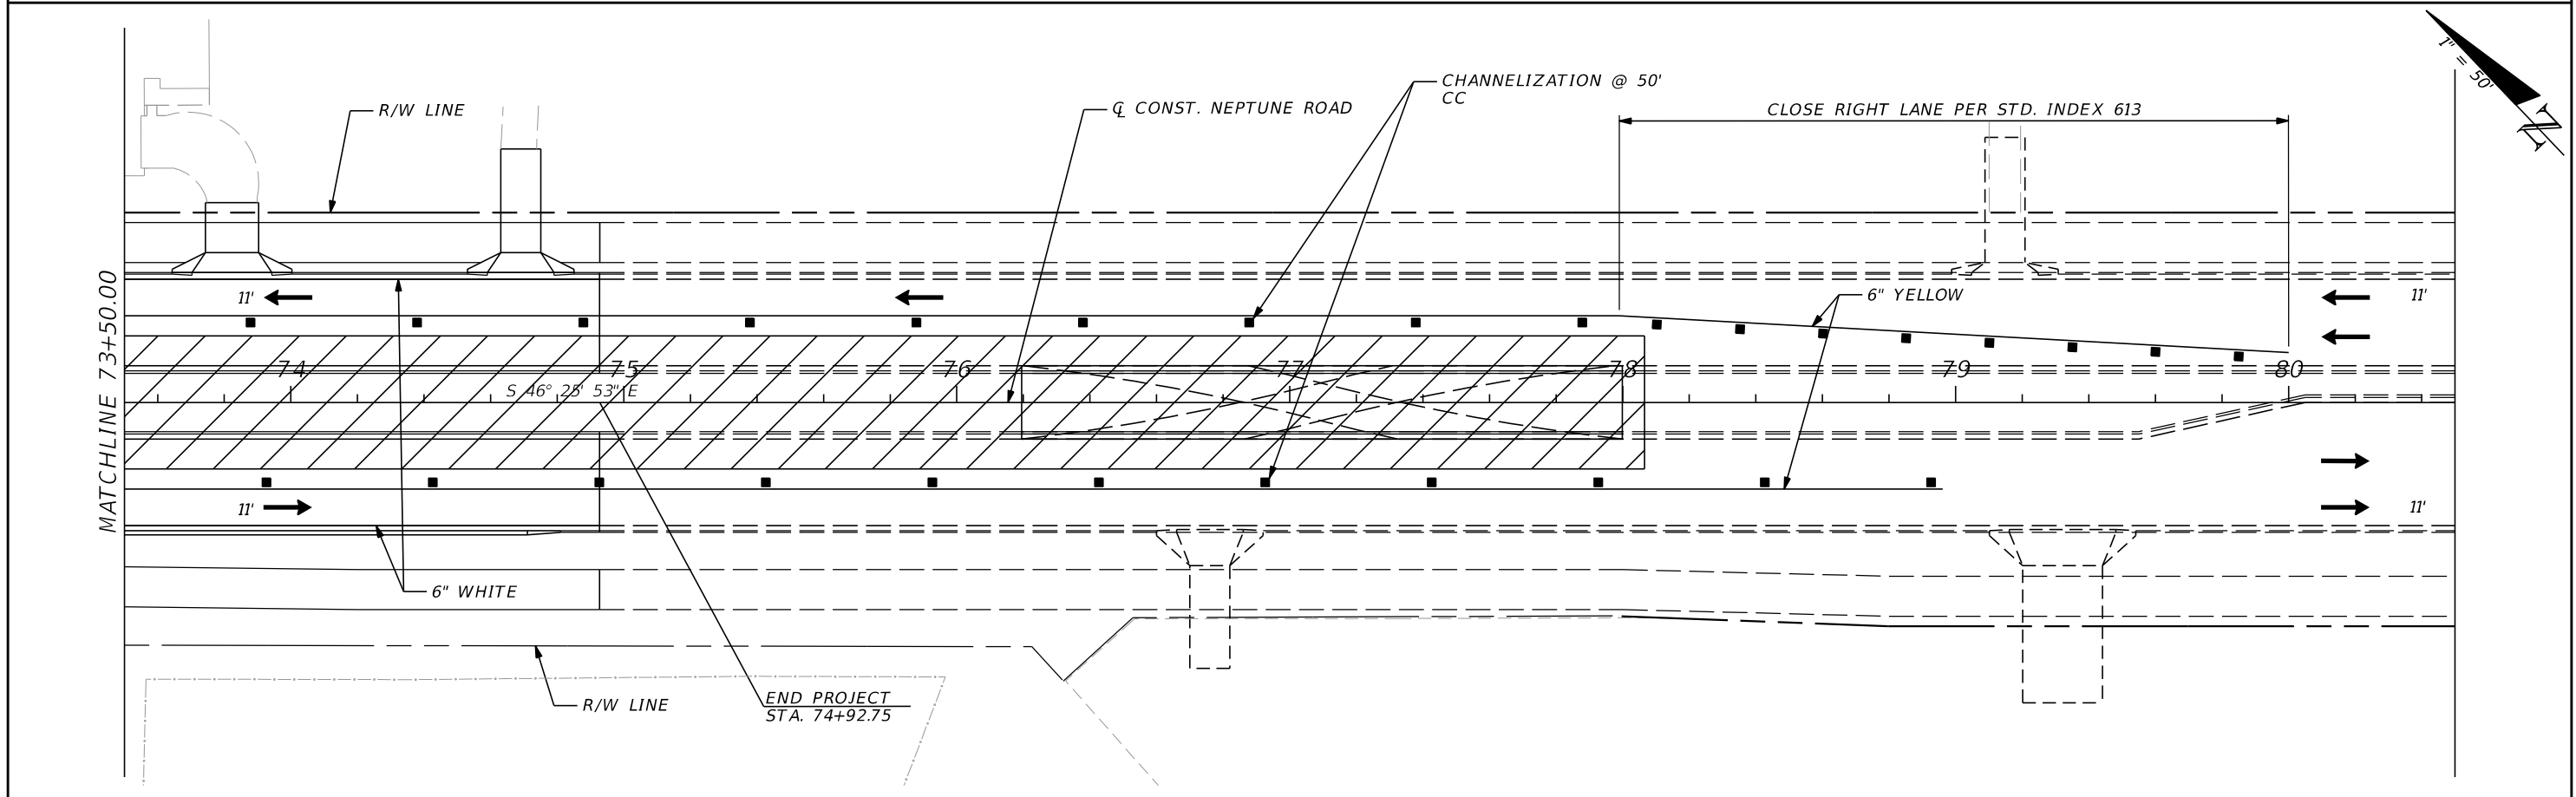 1" = 50'
N
CHANNELIZATION @ 50'
CC
R/W LINE
℄ CONST. NEPTUNE ROAD
CLOSE RIGHT LANE PER STD. INDEX 613
MATCHLINE 73+50.00
11'
6" YELLOW
11'
74
75
76
77
78
79
80
S 46° 25' 53" E
11'
11'
6" WHITE
R/W LINE
END PROJECT
STA. 74+92.75